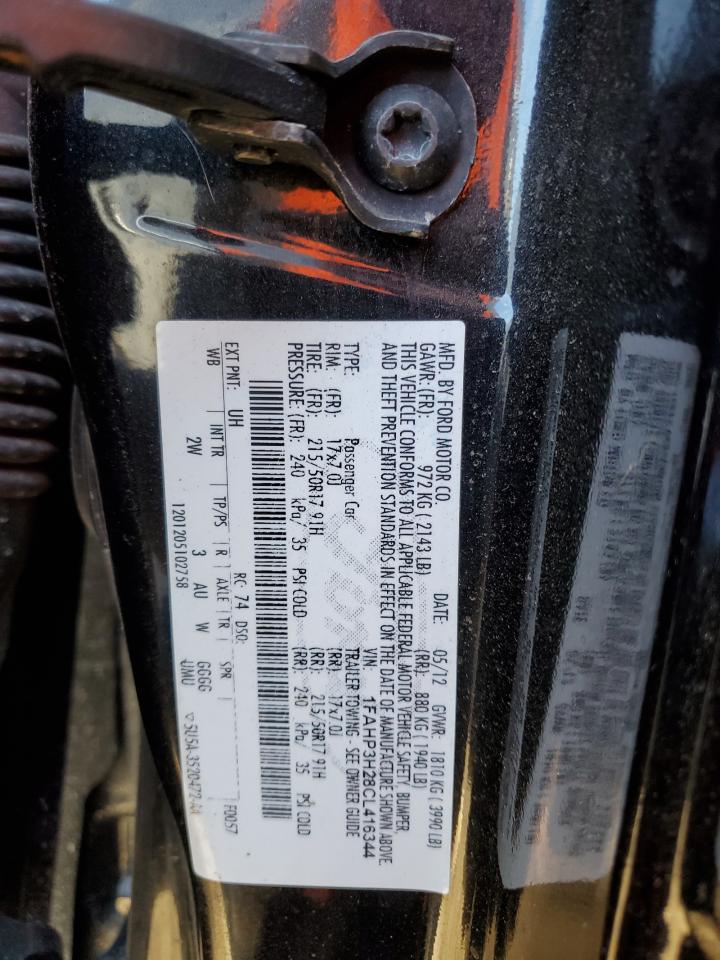 MFD. BY FORD MOTOR CO.
DATE: 05/12 GVWR: 1810 KG ( 3990 LB)
GAWR: (FR): 972 KG ( 2143 LB) (RR): 880 KG ( 1940 LB)
THIS VEHICLE CONFORMS TO ALL APPLICABLE FEDERAL MOTOR VEHICLE SAFETY, BUMPER
AND THEFT PREVENTION STANDARDS IN EFFECT ON THE DATE OF MANUFACTURE SHOWN ABOVE.
VIN: 1FAHP3H28CL416344
TYPE: Passenger Car TRAILER TOWING - SEE OWNER GUIDE
RIM: (FR): 17x7.0J (RR): 17x7.0J
TIRE: (FR): 215/50R17 91H (RR): 215/50R17 91H
PRESSURE: (FR): 240 kPa/ 35 PSI COLD (RR): 240 kPa/ 35 PSI COLD
EXT PNT: UH RC: 74 DSO: F0057
WB INT TR TP/PS R AXLE TR SPR
2W 3 AU W GGGG
UMU
1201205102758 5U5A-3520472-AA